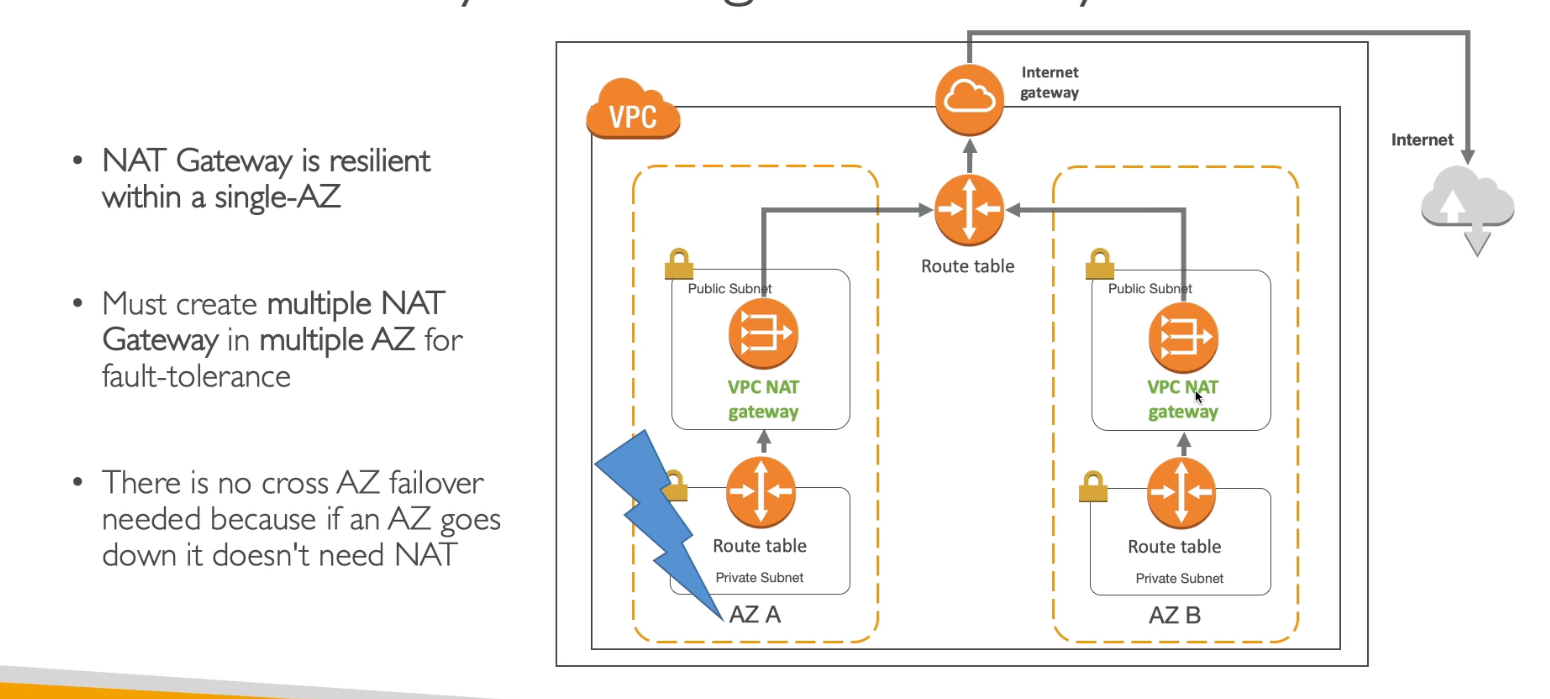 • NAT Gateway is resilient
within a single-AZ
• Must create multiple NAT
Gateway in multiple AZ for
fault-tolerance
• There is no cross AZ failover
needed because if an AZ goes
down it doesn't need NAT
VPC
Internet
gateway
Internet
Route table
Public Subnet
VPC NAT
gateway
Route table
Private Subnet
AZ A
Public Subnet
VPC NAT
gateway
Route table
Private Subnet
AZ B